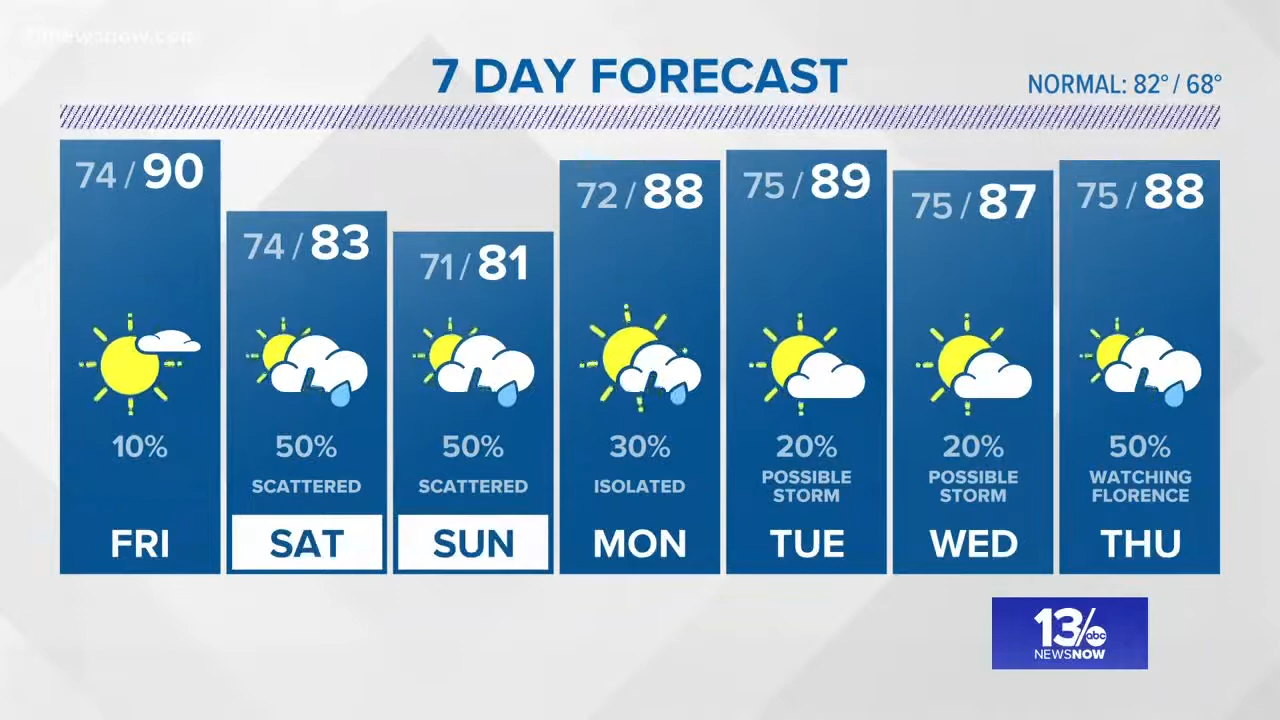 13newsnow.com
7 DAY FORECAST
NORMAL: 82° / 68°
74 / 90
74 / 83
71 / 81
72 / 88
75 / 89
75 / 87
75 / 88
10%
50%
50%
30%
20%
20%
50%
SCATTERED
SCATTERED
ISOLATED
POSSIBLE
STORM
POSSIBLE
STORM
WATCHING
FLORENCE
FRI
SAT
SUN
MON
TUE
WED
THU
13
abc
NEWSNOW